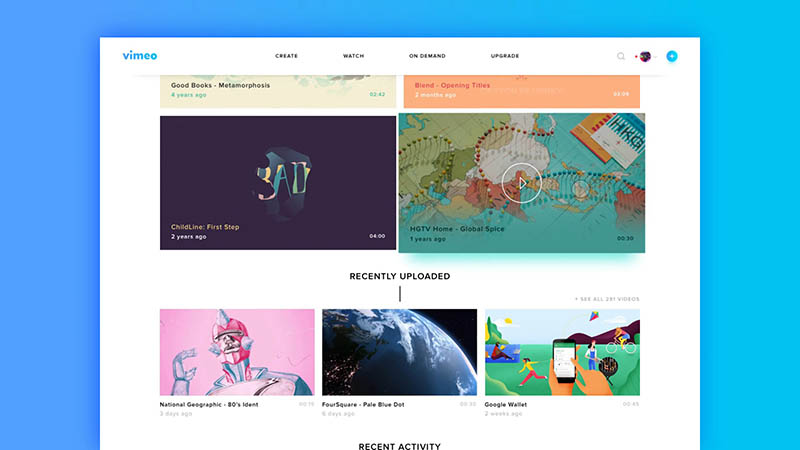 vimeo
CREATE WATCH ON DEMAND UPGRADE
Good Books - Metamorphosis
4 years ago 02:42
Blend - Opening Titles
2 months ago
SAD
ChildLine: First Step
2 years ago 04:00
HGTV Home - Global Spice
1 years ago 00:30
RECENTLY UPLOADED
+ SEE ALL 281 VIDEOS
National Geographic - 80's Ident 00:15
3 days ago
FourSquare - Pale Blue Dot 00:30
6 days ago
Google Wallet 00:45
2 weeks ago
RECENT ACTIVITY